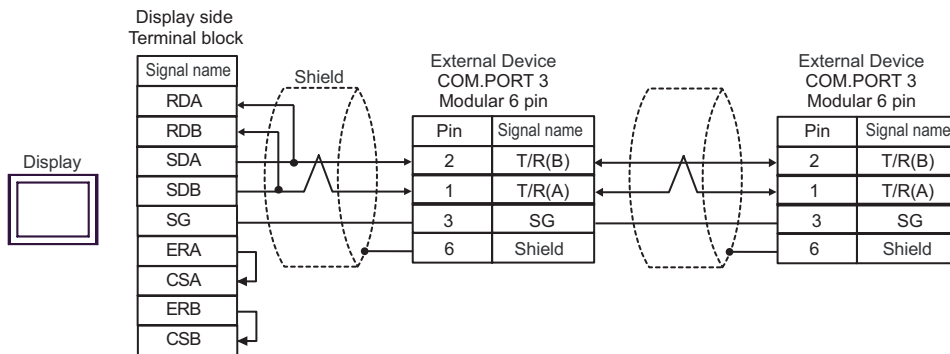 Display side
Terminal block
Signal name
RDA
RDB
SDA
SDB
SG
ERA
CSA
ERB
CSB
Display
Shield
External Device
COM.PORT 3
Modular 6 pin
Pin Signal name
2 T/R(B)
1 T/R(A)
3 SG
6 Shield
External Device
COM.PORT 3
Modular 6 pin
Pin Signal name
2 T/R(B)
1 T/R(A)
3 SG
6 Shield